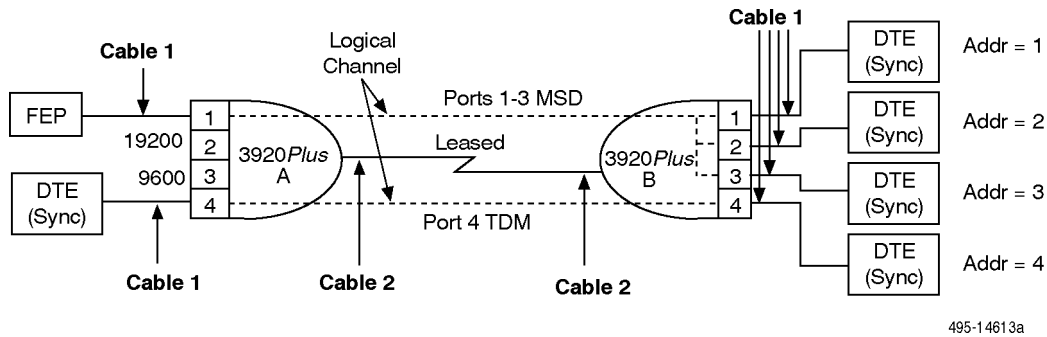 Cable 1
Logical
Channel
Cable 1
DTE
(Sync)
Addr = 1
FEP
19200
1
2
3
4
3920Plus
A
Ports 1-3 MSD
Leased
3920Plus
B
1
2
3
4
DTE
(Sync)
Addr = 2
9600
DTE
(Sync)
Port 4 TDM
DTE
(Sync)
Addr = 3
Cable 1
Cable 2
Cable 2
DTE
(Sync)
Addr = 4
495-14613a